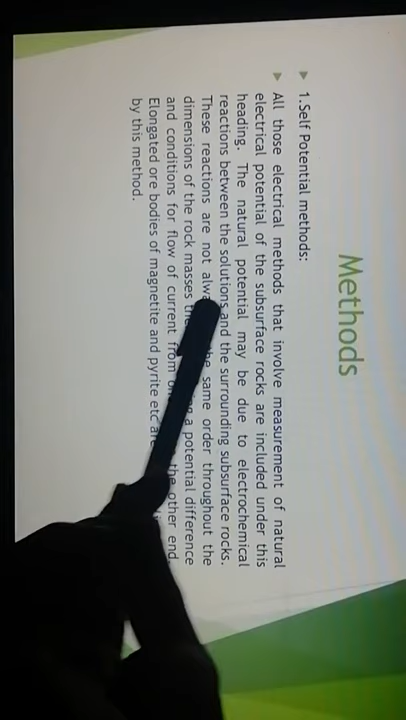 Methods
1.Self Potential methods:
All those electrical methods that involve measurement of natural
electrical potential of the subsurface rocks are included under this
heading. The natural potential may be due to electrochemical
reactions between the solutions and the surrounding subsurface rocks.
These reactions are not same order throughout the
dimensions of the rock masses a potential difference
and conditions for flow of current from the other end.
Elongated ore bodies of magnetite and pyrite etc
by this method.